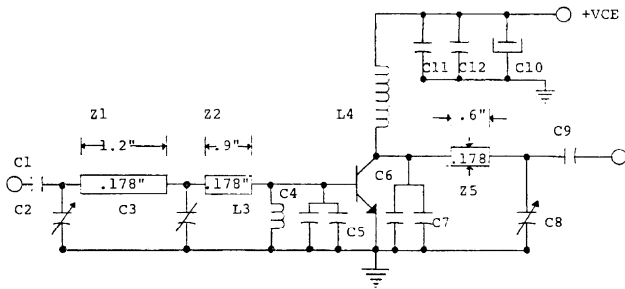 +VCE
C11 C12 C10
Z1 Z2 L4 .6"
1.2" .9" C9
C1 .178" .178" C4 C6 .178
Z5
C2 C3 L3 C5 C7 C8